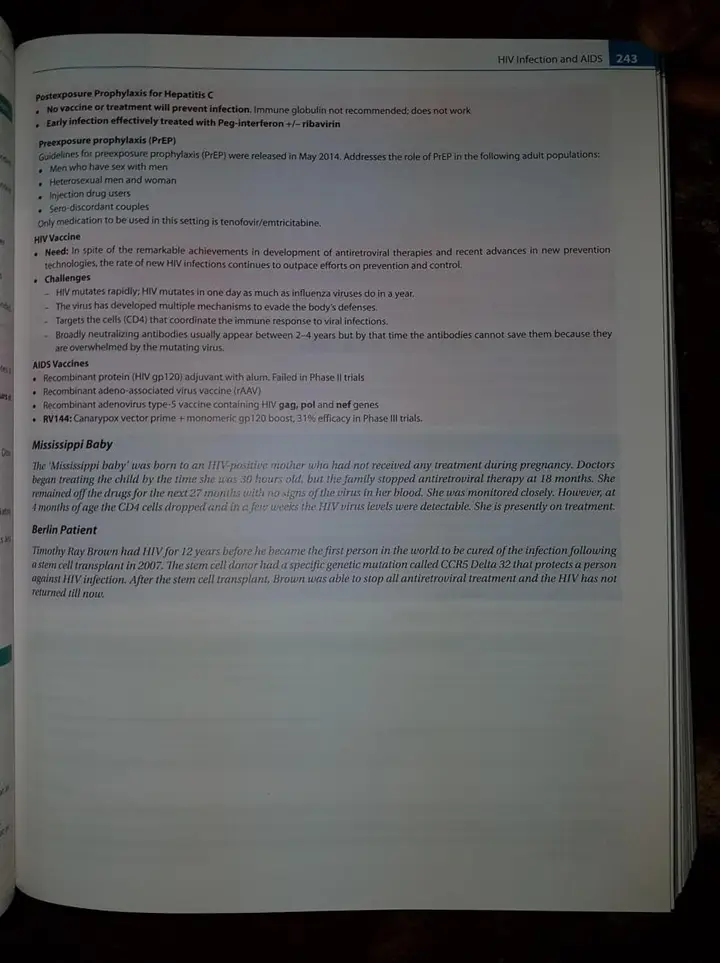 HIV Infection and AIDS 243
Postexposure Prophylaxis for Hepatitis C
• No vaccine or treatment will prevent infection. Immune globulin not recommended; does not work
• Early infection effectively treated with Peg-interferon +/– ribavirin
Preexposure prophylaxis (PrEP)
Guidelines for preexposure prophylaxis (PrEP) were released in May 2014. Addresses the role of PrEP in the following adult populations:
• Men who have sex with men
• Heterosexual men and woman
• Injection drug users
• Sero-discordant couples
Only medication to be used in this setting is tenofovir/emtricitabine.
HIV Vaccine
• Need: In spite of the remarkable achievements in development of antiretroviral therapies and recent advances in new prevention
technologies, the rate of new HIV infections continues to outpace efforts on prevention and control.
• Challenges
– HIV mutates rapidly; HIV mutates in one day as much as influenza viruses do in a year.
– The virus has developed multiple mechanisms to evade the body's defenses.
– Targets the cells (CD4) that coordinate the immune response to viral infections.
– Broadly neutralizing antibodies usually appear between 2–4 years but by that time the antibodies cannot save them because they
are overwhelmed by the mutating virus.
AIDS Vaccines
• Recombinant protein (HIV gp120) adjuvant with alum. Failed in Phase II trials
• Recombinant adeno-associated virus vaccine (rAAV)
• Recombinant adenovirus type-5 vaccine containing HIV gag, pol and nef genes
• RV144: Canarypox vector prime + monomeric gp120 boost, 31% efficacy in Phase III trials.
Mississippi Baby
The 'Mississippi baby' was born to an HIV-positive mother who had not received any treatment during pregnancy. Doctors
began treating the child by the time she was 30 hours old, but the family stopped antiretroviral therapy at 18 months. She
remained off the drugs for the next 27 months with no signs of the virus in her blood. She was monitored closely. However, at
4 months of age the CD4 cells dropped and in a few weeks the HIV virus levels were detectable. She is presently on treatment.
Berlin Patient
Timothy Ray Brown had HIV for 12 years before he became the first person in the world to be cured of the infection following
a stem cell transplant in 2007. The stem cell donor had a specific genetic mutation called CCR5 Delta 32 that protects a person
against HIV infection. After the stem cell transplant, Brown was able to stop all antiretroviral treatment and the HIV has not
returned till now.